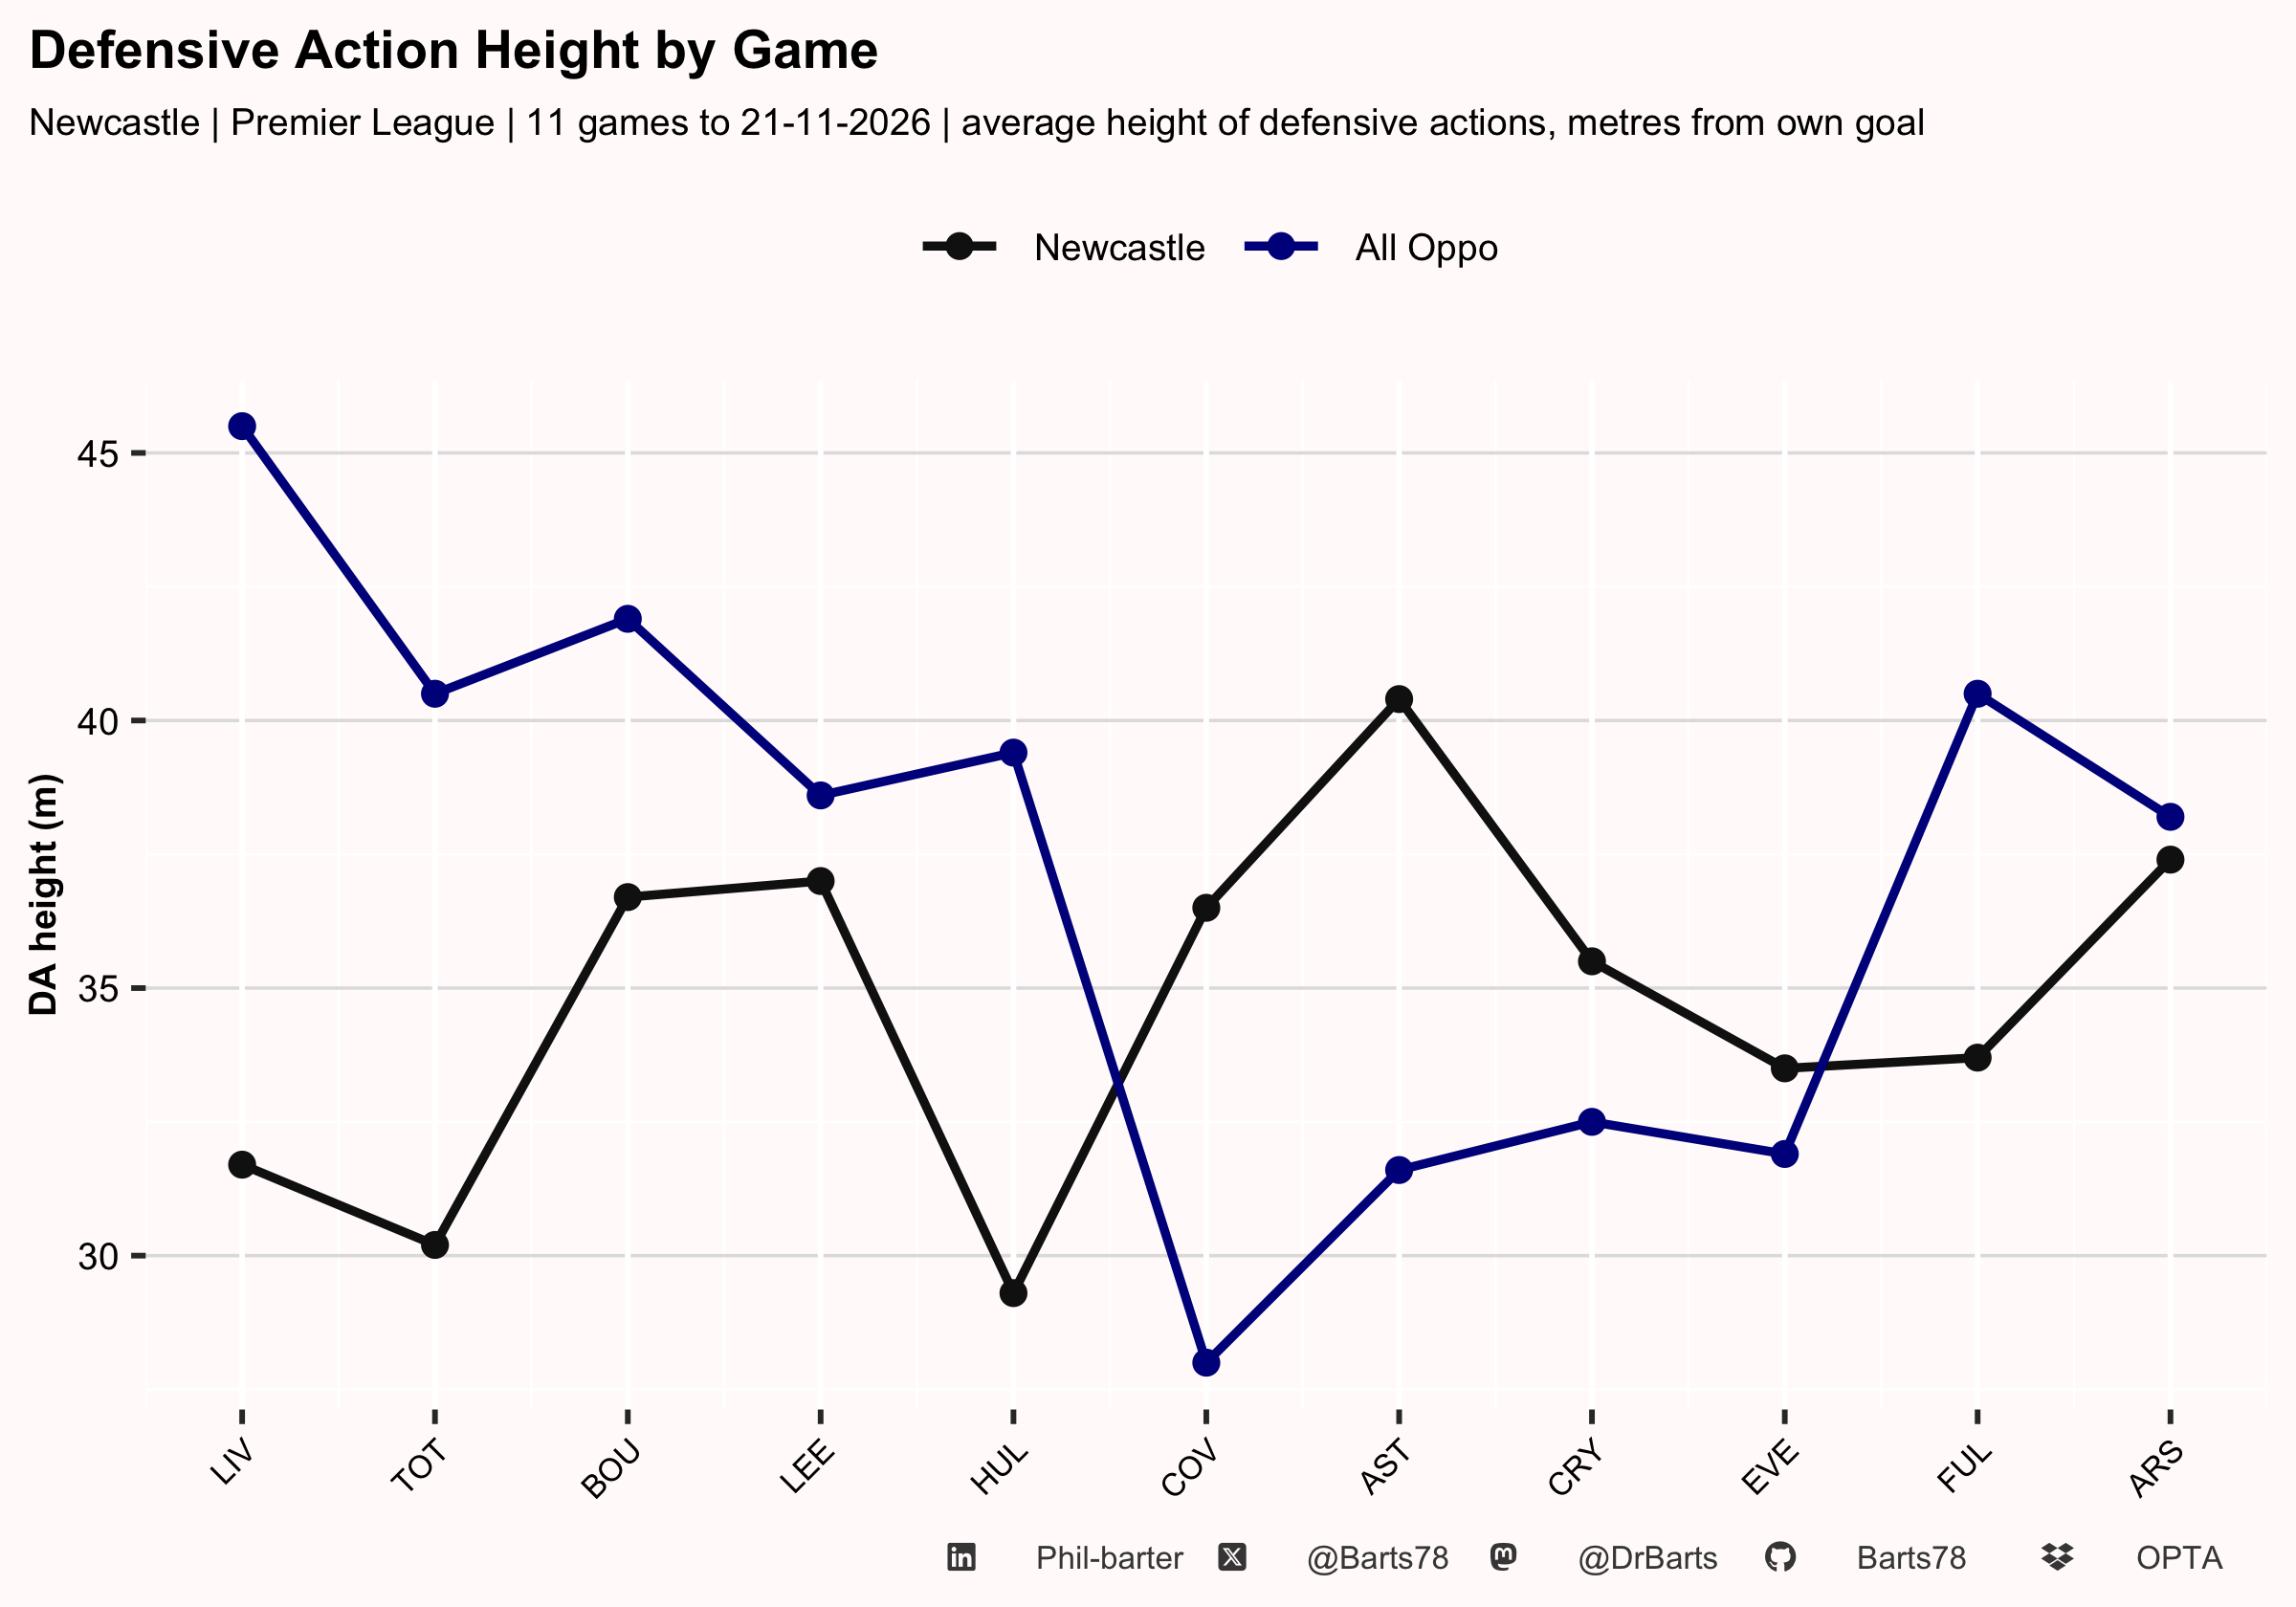 Defensive Action Height by Game
Newcastle | Premier League | 11 games to 21-11-2026 | average height of defensive actions, metres from own goal
Newcastle All Oppo
DA height (m)
45
40
35
30
LIV TOT BOU LEE HUL COV AST CRY EVE FUL ARS
Phil-barter @Barts78 @DrBarts Barts78 OPTA